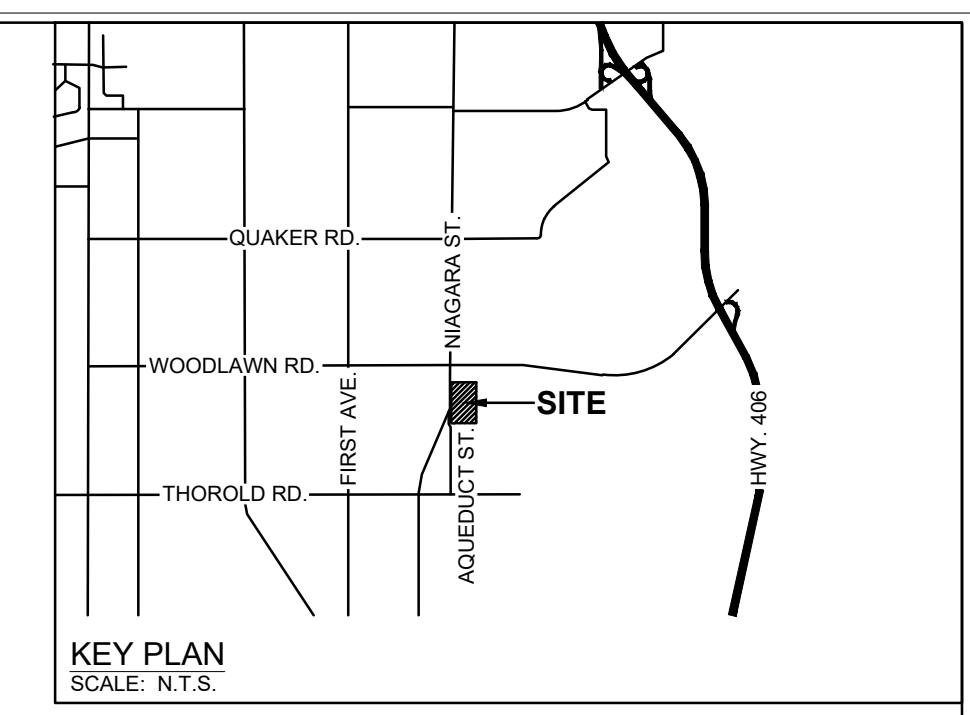 QUAKER RD.
NIAGARA ST.
WOODLAWN RD.
FIRST AVE.
SITE
HWY. 406
THOROLD RD.
AQUEDUCT ST.
KEY PLAN
SCALE: N.T.S.